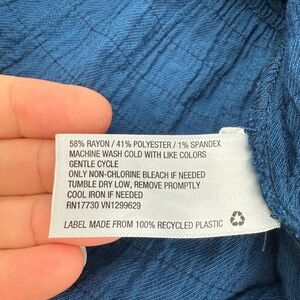 58% RAYON / 41% POLYESTER / 1% SPANDEX
MACHINE WASH COLD WITH LIKE COLORS
GENTLE CYCLE
ONLY NON-CHLORINE BLEACH IF NEEDED
TUMBLE DRY LOW, REMOVE PROMPTLY
COOL IRON IF NEEDED
RN17730 VN1299629
LABEL MADE FROM 100% RECYCLED PLASTIC